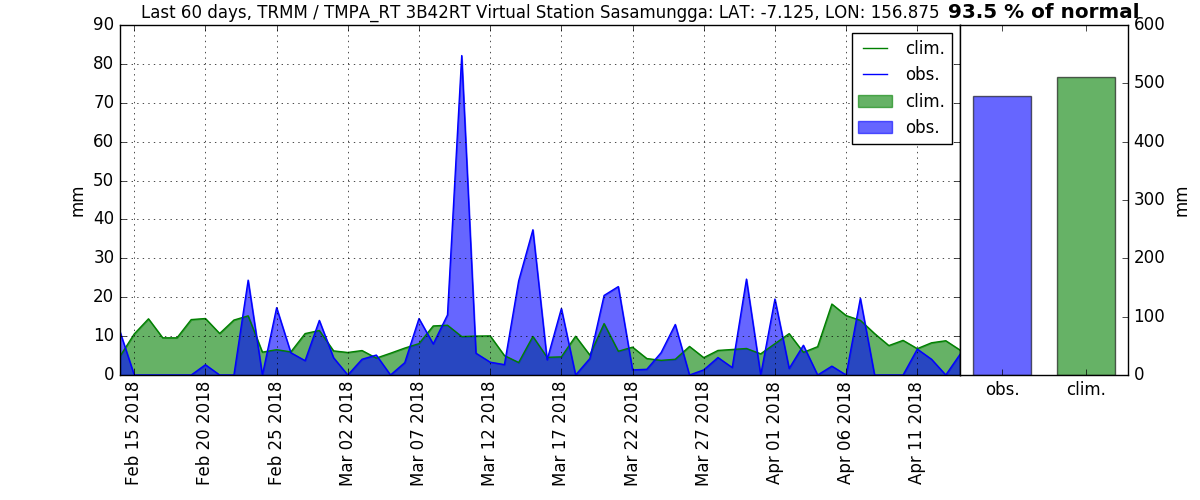 Last 60 days, TRMM / TMPA_RT 3B42RT Virtual Station Sasamungga: LAT: -7.125, LON: 156.875
93.5 % of normal
90
80
70
60
50
40
30
20
10
0
mm
clim.
obs.
clim.
obs.
Feb 15 2018
Feb 20 2018
Feb 25 2018
Mar 02 2018
Mar 07 2018
Mar 12 2018
Mar 17 2018
Mar 22 2018
Mar 27 2018
Apr 01 2018
Apr 06 2018
Apr 11 2018
600
500
400
300
200
100
0
mm
obs.
clim.